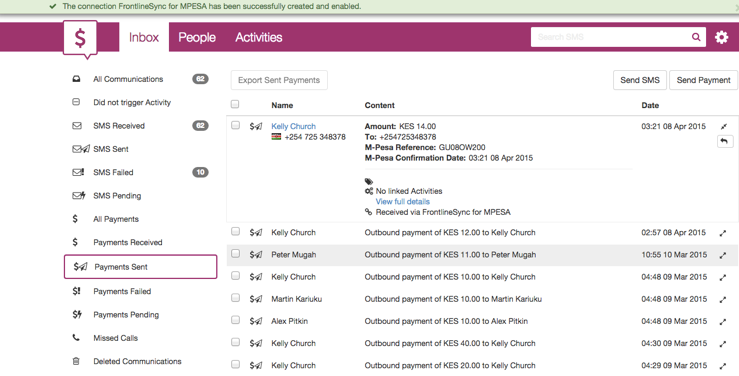 The connection FrontlineSync for MPESA has been successfully created and enabled.
$ Inbox People Activities Search SMS
All Communications 62
Did not trigger Activity
SMS Received 62
SMS Sent
SMS Failed 10
SMS Pending
$ All Payments
$ Payments Received
$ Payments Sent
$! Payments Failed
$ Payments Pending
Missed Calls
Deleted Communications
Export Sent Payments Send SMS Send Payment
Name Content Date
$ Kelly Church Amount: KES 14.00 03:21 08 Apr 2015
+254 725 348378 To: +254725348378
M-Pesa Reference: GU08OW200
M-Pesa Confirmation Date: 03:21 08 Apr 2015
No linked Activities
View full details
Received via FrontlineSync for MPESA
$ Kelly Church Outbound payment of KES 12.00 to Kelly Church 02:57 08 Apr 2015
$ Peter Mugah Outbound payment of KES 11.00 to Peter Mugah 10:55 10 Mar 2015
$ Kelly Church Outbound payment of KES 10.00 to Kelly Church 04:48 09 Mar 2015
$ Martin Kariuku Outbound payment of KES 10.00 to Martin Kariuku 04:48 09 Mar 2015
$ Alex Pitkin Outbound payment of KES 10.00 to Alex Pitkin 04:48 09 Mar 2015
$ Kelly Church Outbound payment of KES 40.00 to Kelly Church 04:30 09 Mar 2015
$ Kelly Church Outbound payment of KES 20.00 to Kelly Church 04:29 09 Mar 2015